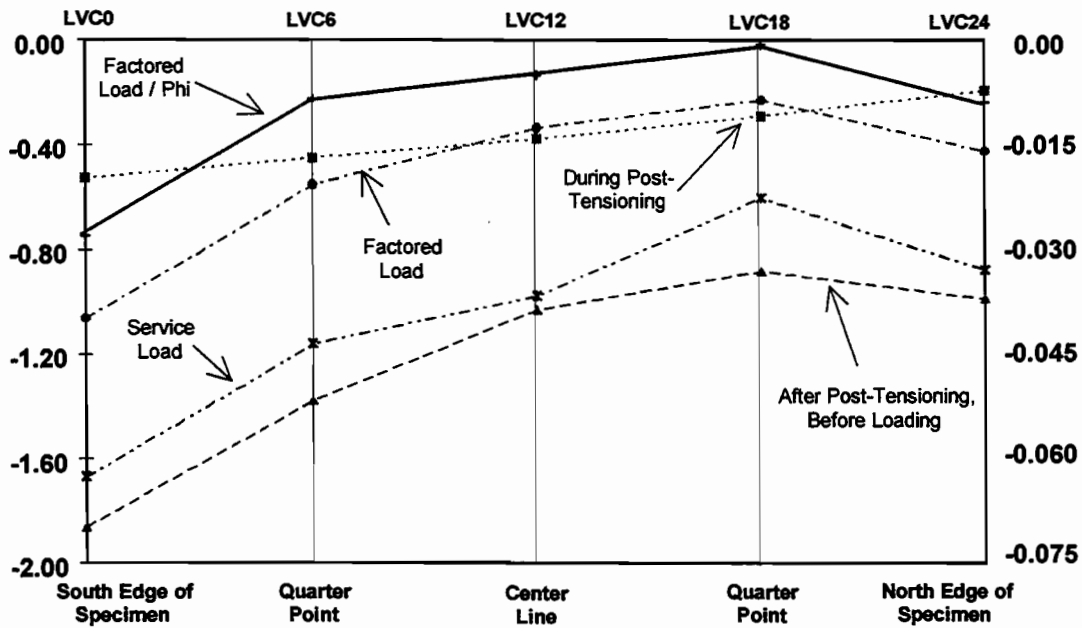 LVC0 LVC6 LVC12 LVC18 LVC24
0.00 0.00
Factored
Load / Phi
-0.40 -0.015
During Post-
Tensioning
Factored
Load
-0.80 -0.030
Service
Load
-1.20 -0.045
After Post-Tensioning,
Before Loading
-1.60 -0.060
-2.00 -0.075
South Edge of Quarter Center Quarter North Edge of
Specimen Point Line Point Specimen